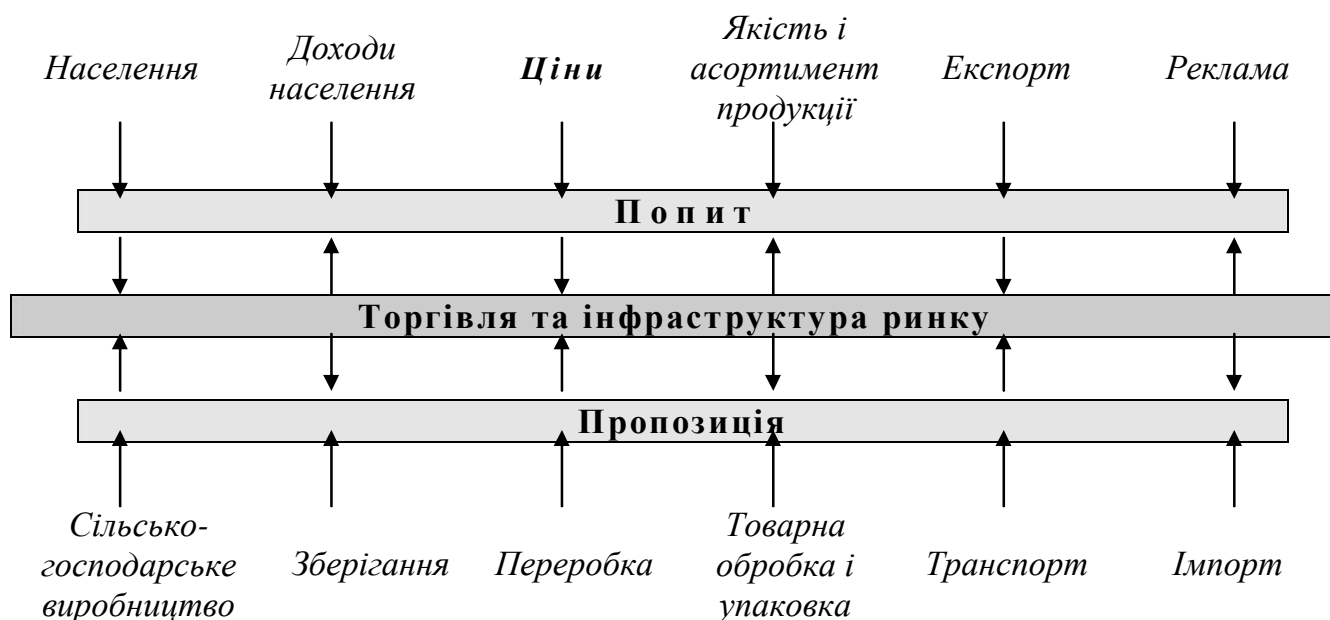 Населення
Доходи
населення
Ціни
Якість і
асортимент
продукції
Експорт
Реклама
Попит
Торгівля та інфраструктура ринку
Пропозиція
Сільсько-
господарське
виробництво
Зберігання
Переробка
Товарна
обробка і
упаковка
Транспорт
Імпорт